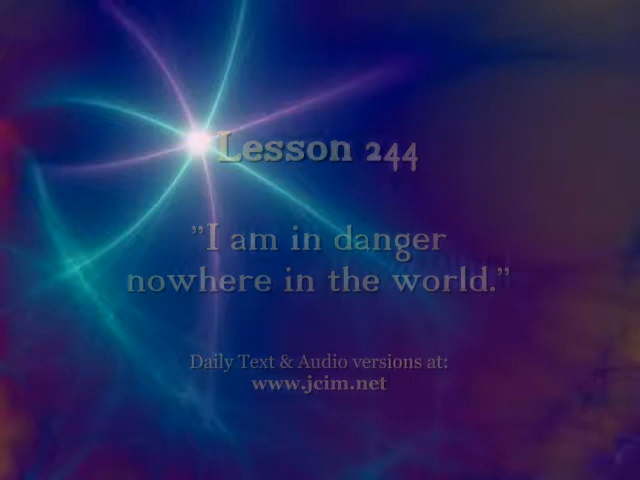 Lesson 244
"I am in danger
nowhere in the world."
Daily Text & Audio versions at:
www.jcim.net